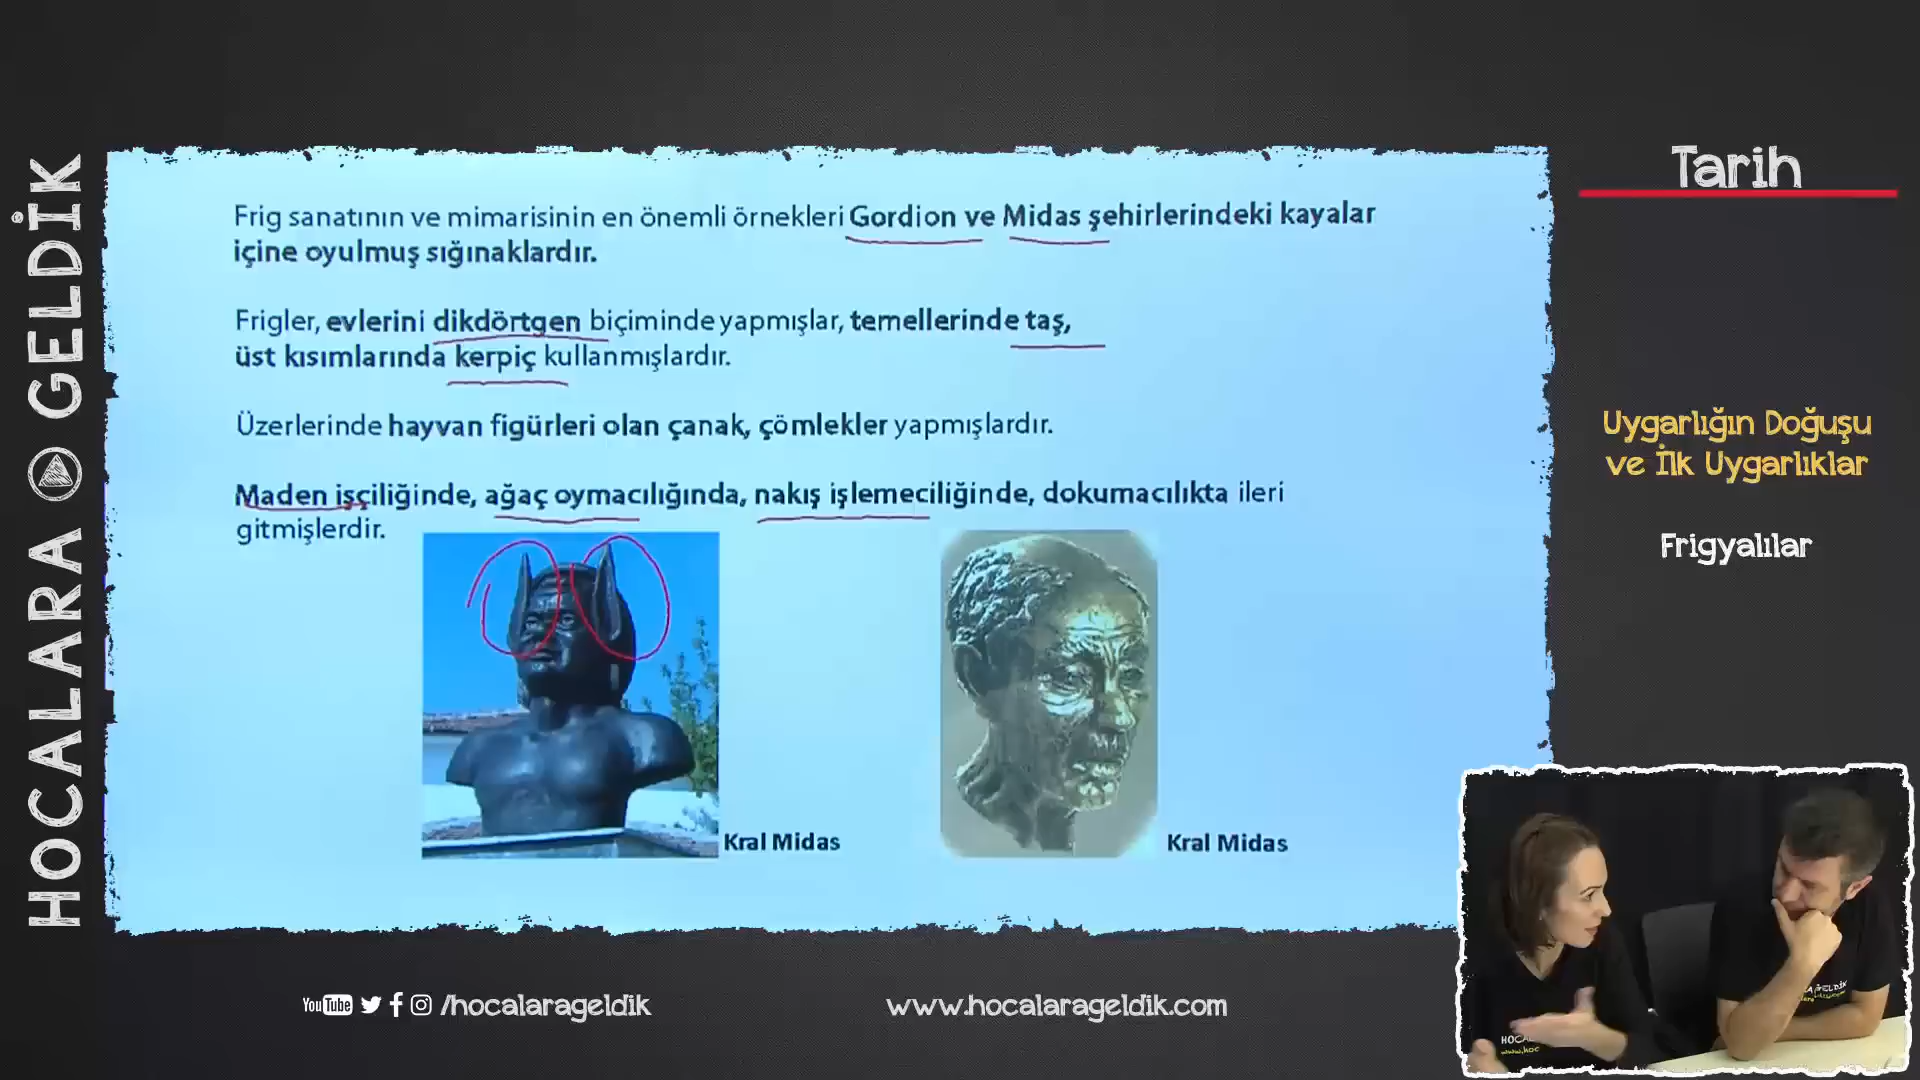 HOCALARA GELDİK
Tarih
Frig sanatının ve mimarisinin en önemli örnekleri Gordion ve Midas şehirlerindeki kayalar
içine oyulmuş sığınaklardır.
Frigler, evlerini dikdörtgen biçiminde yapmışlar, temellerinde taş,
üst kısımlarında kerpiç kullanmışlardır.
Üzerlerinde hayvan figürleri olan çanak, çömlekler yapmışlardır.
Maden işçiliğinde, ağaç oymacılığında, nakış işlemeciliğinde, dokumacılıkta ileri
gitmişlerdir.
Kral Midas
Kral Midas
Uygarlığın Doğuşu
ve İlk Uygarlıklar
Frigyalılar
YouTube /hocalarageldik
www.hocalarageldik.com